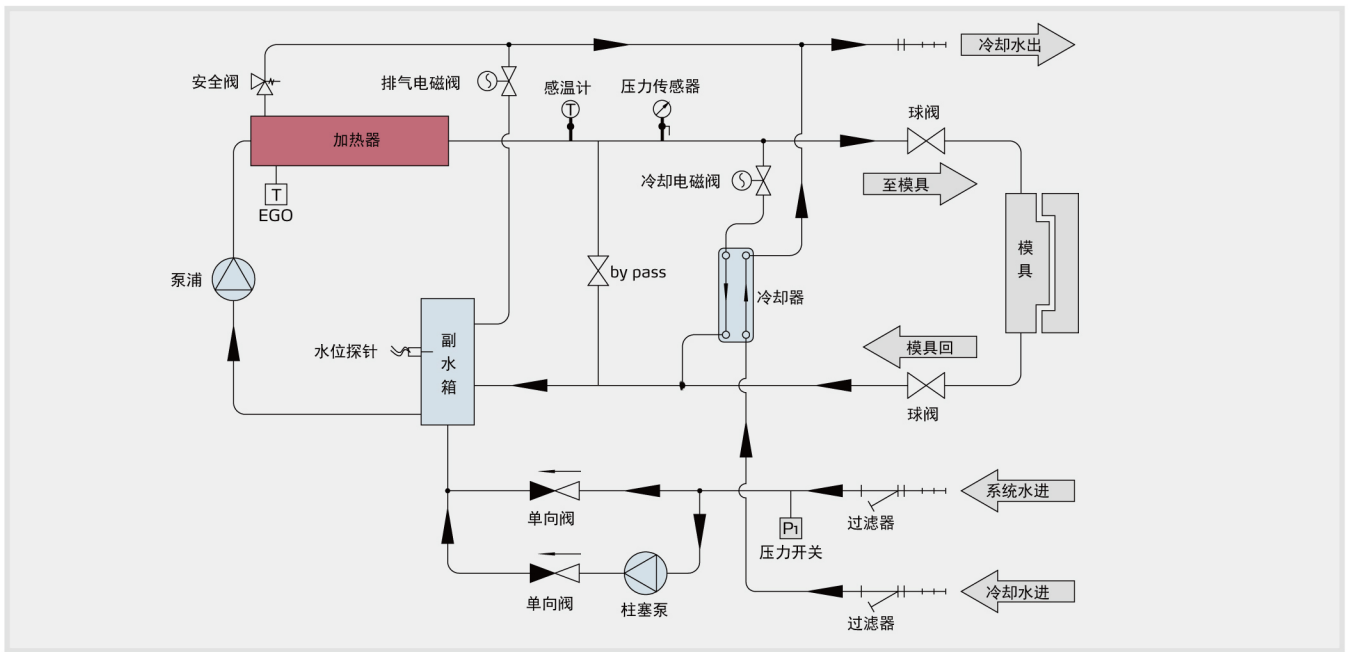 冷却水出
安全阀
排气电磁阀
感温计
压力传感器
T
球阀
加热器
冷却电磁阀
至模具
T
EGO
模具
泵浦
by pass
冷却器
副水箱
水位探针
模具回
球阀
系统水进
单向阀
P1
过滤器
压力开关
冷却水进
单向阀
柱塞泵
过滤器